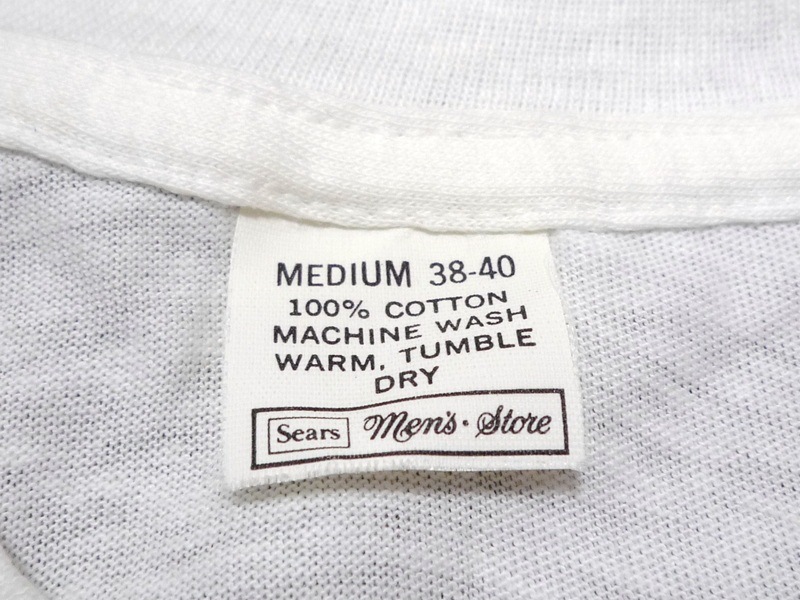 MEDIUM 38-40
100% COTTON
MACHINE WASH
WARM, TUMBLE
DRY
Sears Men's · Store